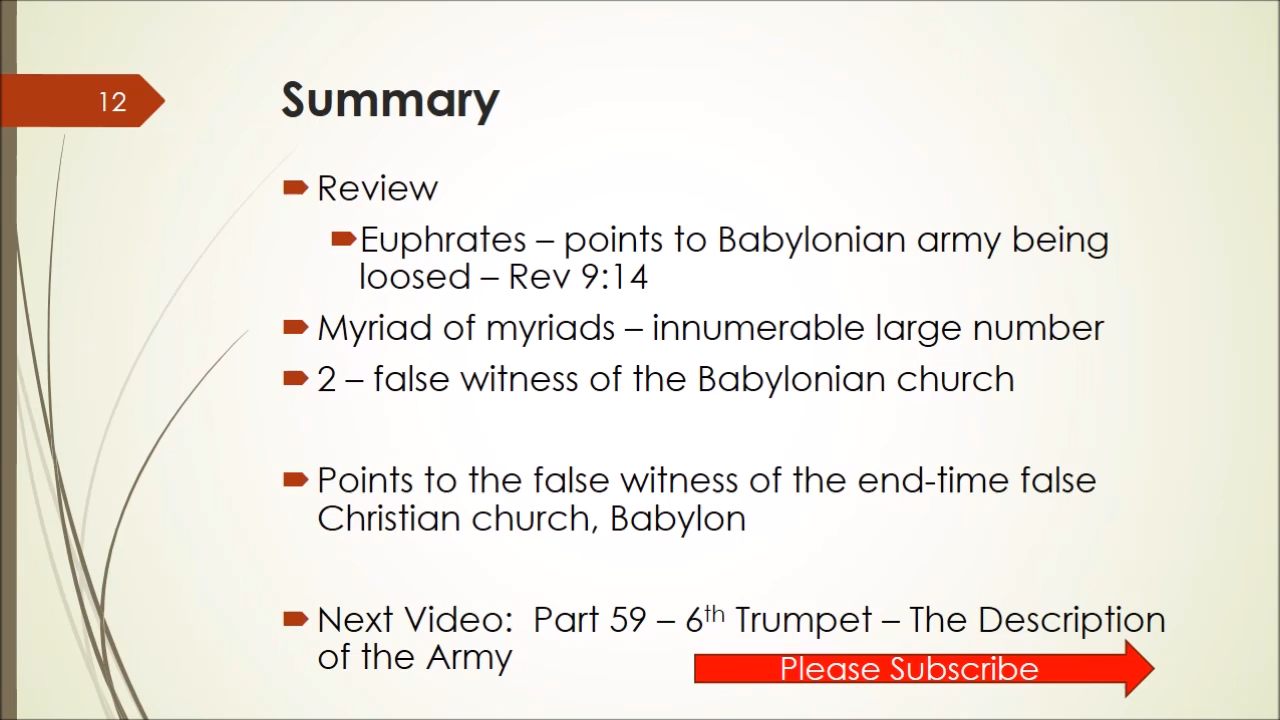 12
Summary
Review
Euphrates – points to Babylonian army being
loosed – Rev 9:14
Myriad of myriads – innumerable large number
2 – false witness of the Babylonian church
Points to the false witness of the end-time false
Christian church, Babylon
Next Video:  Part 59 – 6th Trumpet – The Description
of the Army
Please Subscribe